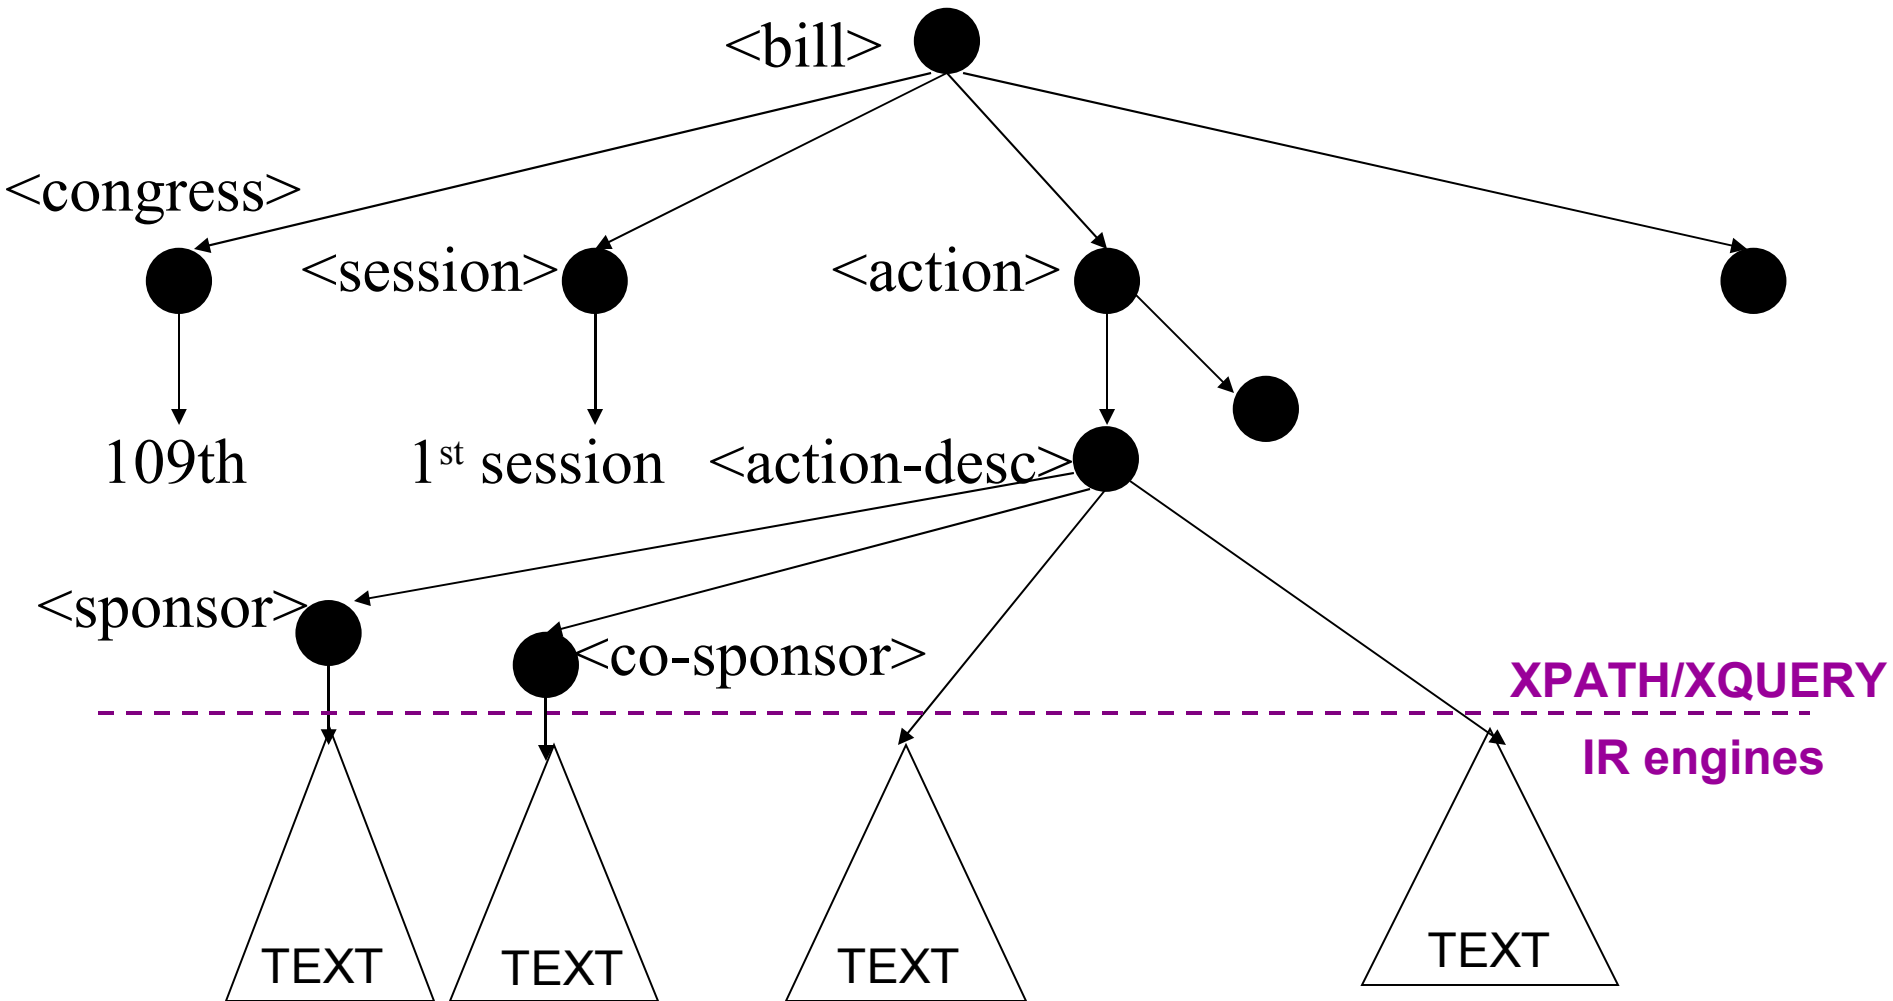 <bill>
<congress>
<session>
<action>
109th
1st session
<action-desc>
<sponsor>
<co-sponsor>
XPATH/XQUERY
IR engines
TEXT
TEXT
TEXT
TEXT